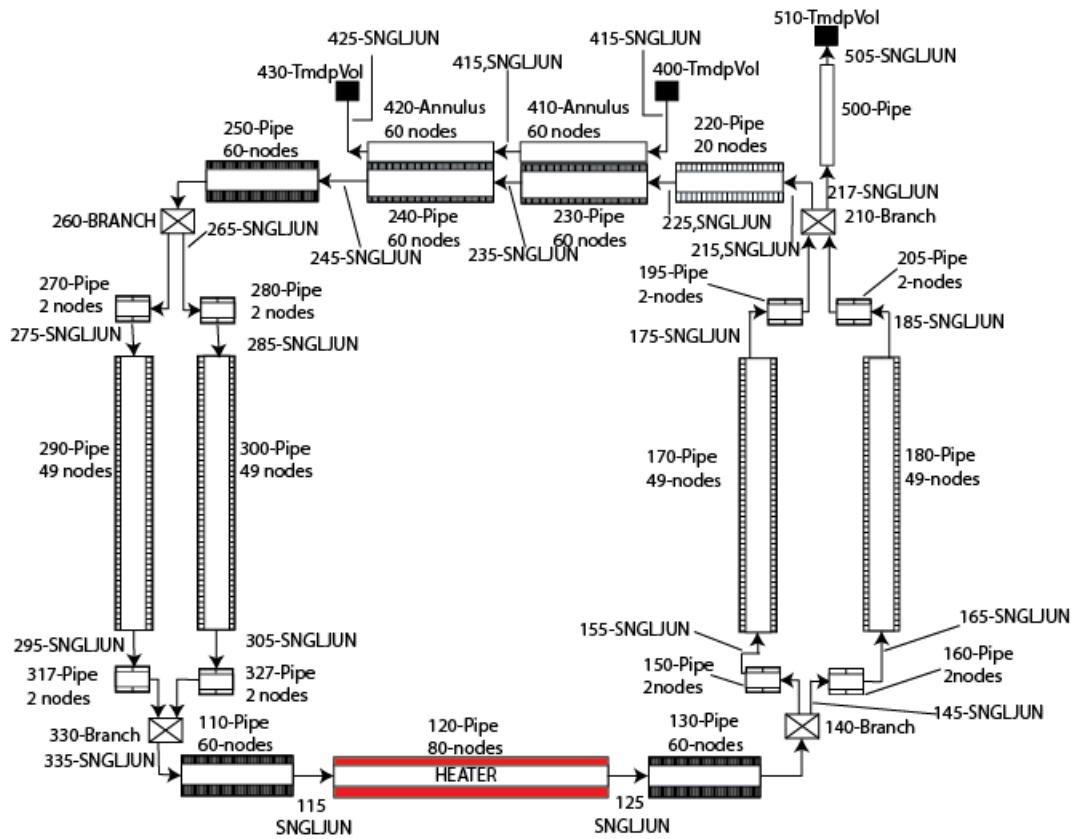 510-TmdpVol
425-SNGLJUN
415-SNGLJUN
505-SNGLJUN
415,SNGLJUN
430-TmdpVol
400-TmdpVol
420-Annulus
60 nodes
410-Annulus
60 nodes
500-Pipe
250-Pipe
60-nodes
220-Pipe
20 nodes
217-SNGLJUN
210-Branch
260-BRANCH
265-SNGLJUN
240-Pipe
60 nodes
230-Pipe
60 nodes
225,SNGLJUN
215,SNGLJUN
245-SNGLJUN
235-SNGLJUN
270-Pipe
2 nodes
280-Pipe
2 nodes
195-Pipe
2-nodes
205-Pipe
2-nodes
275-SNGLJUN
285-SNGLJUN
175-SNGLJUN
185-SNGLJUN
290-Pipe
49 nodes
300-Pipe
49 nodes
170-Pipe
49-nodes
180-Pipe
49-nodes
295-SNGLJUN
305-SNGLJUN
155-SNGLJUN
165-SNGLJUN
317-Pipe
2 nodes
327-Pipe
2 nodes
150-Pipe
2nodes
160-Pipe
2nodes
330-Branch
335-SNGLJUN
110-Pipe
60-nodes
120-Pipe
80-nodes
HEATER
130-Pipe
60-nodes
140-Branch
145-SNGLJUN
115
SNGLJUN
125
SNGLJUN